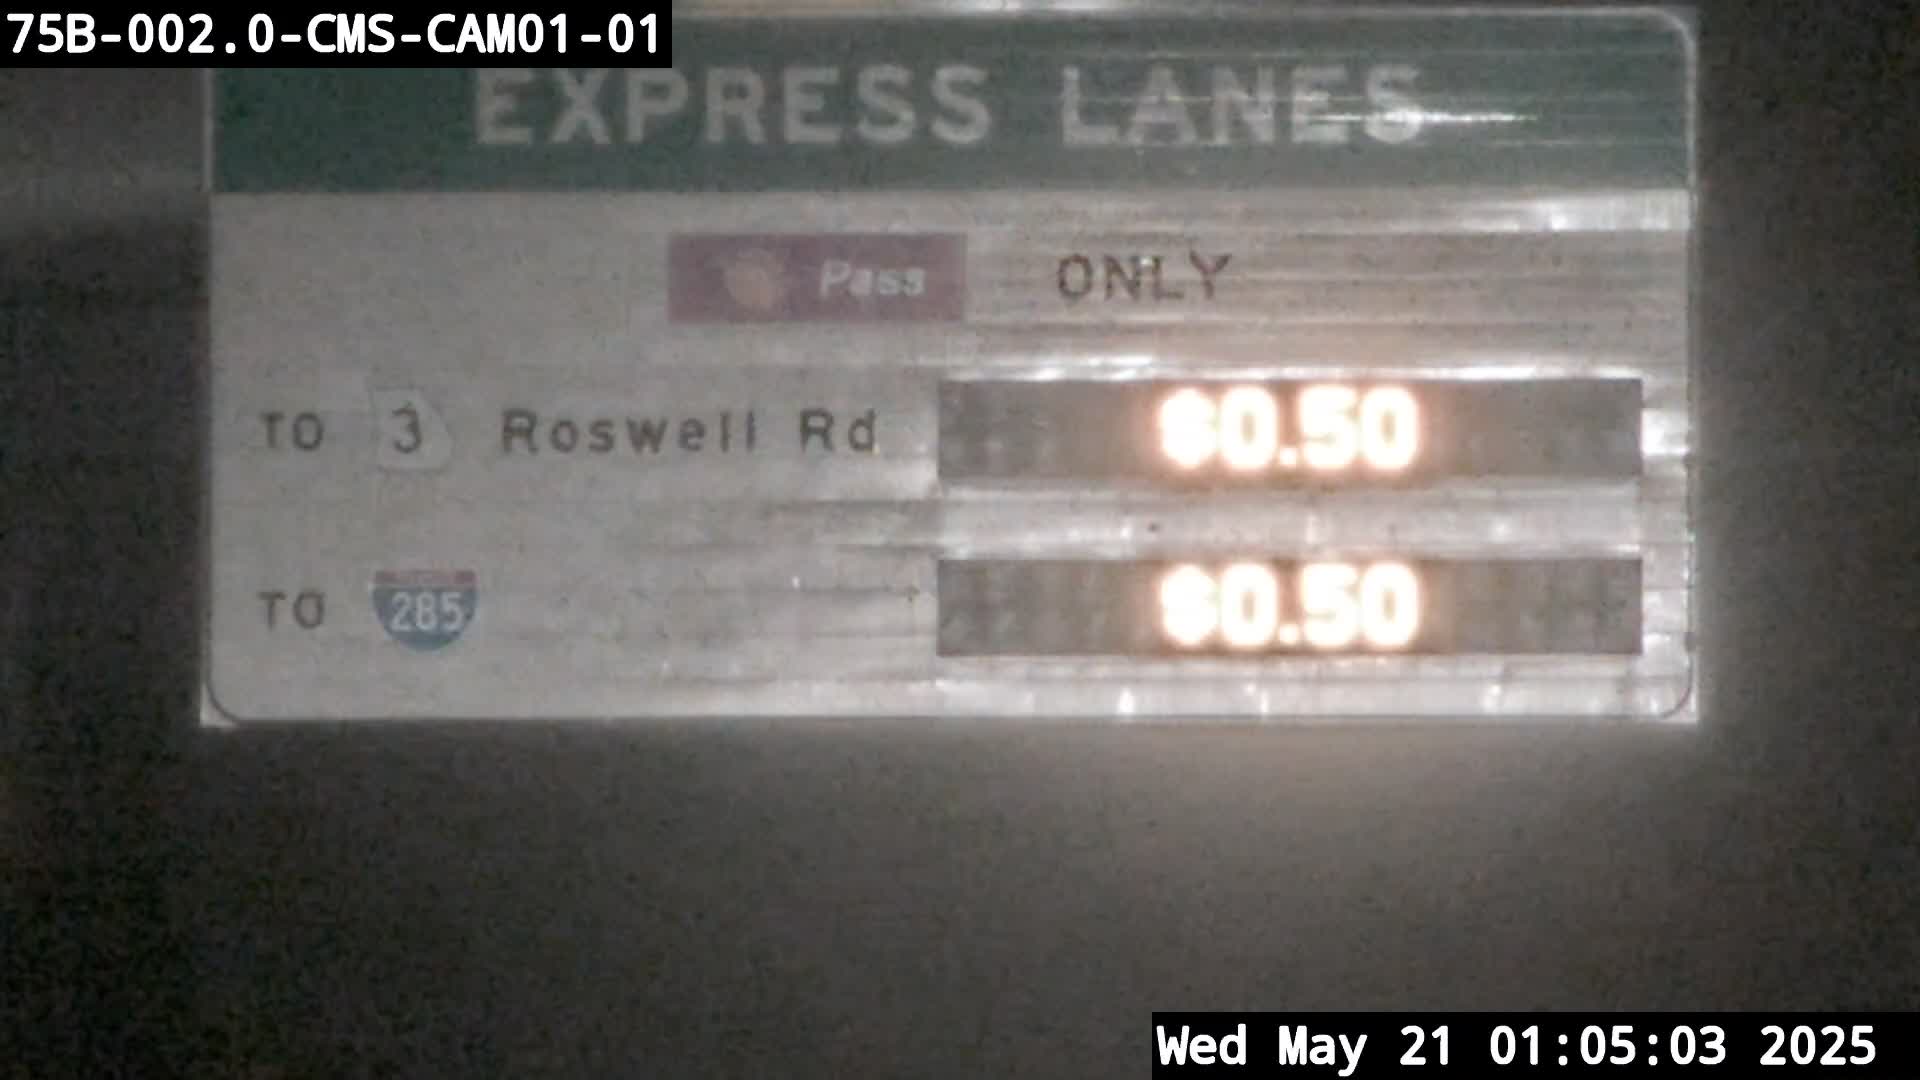 75B-002.0-CMS-CAM01-01
EXPRESS LANES
Pass ONLY
TO 3 Roswell Rd $0.50
TO 285 $0.50
Wed May 21 01:05:03 2025